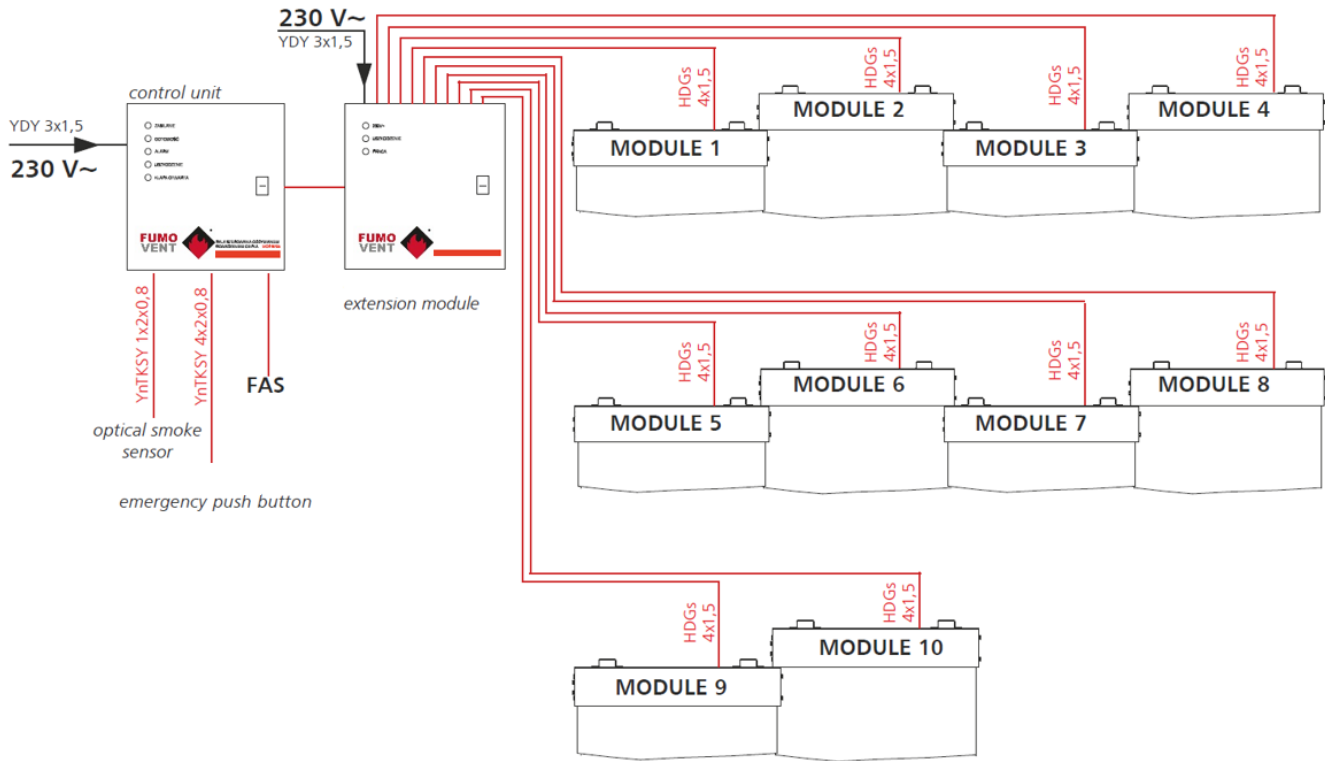 230 V~
YDY 3x1,5
control unit
YDY 3x1,5
230 V~
ALARM
FUMO
VENT
FUMO
VENT
extension module
YnTKSY 1x2x0,8
YnTKSY 4x2x0,8
FAS
optical smoke
sensor
emergency push button
HDGs
4x1,5
HDGs
4x1,5
HDGs
4x1,5
HDGs
4x1,5
MODULE 1
MODULE 2
MODULE 3
MODULE 4
HDGs
4x1,5
HDGs
4x1,5
HDGs
4x1,5
HDGs
4x1,5
MODULE 5
MODULE 6
MODULE 7
MODULE 8
HDGs
4x1,5
HDGs
4x1,5
MODULE 9
MODULE 10